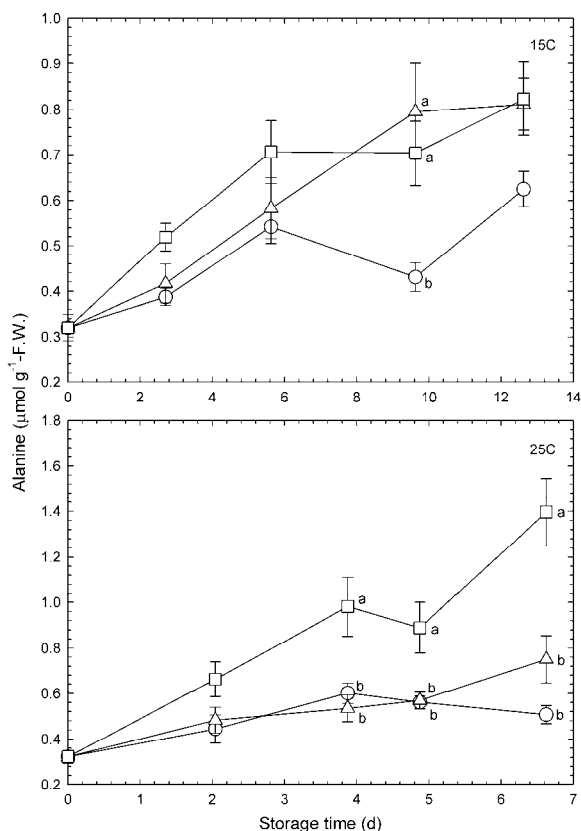 15C
1.0
0.9
0.8
0.7
0.6
0.5
0.4
0.3
0.2
a
a
b
0 2 4 6 8 10 12 14
Alanine (μmol g⁻¹-F.W.)
25C
1.8
1.6
1.4
1.2
1.0
0.8
0.6
0.4
0.2
a
a
a
b
b
b
b
b
b
0 1 2 3 4 5 6 7
Storage time (d)